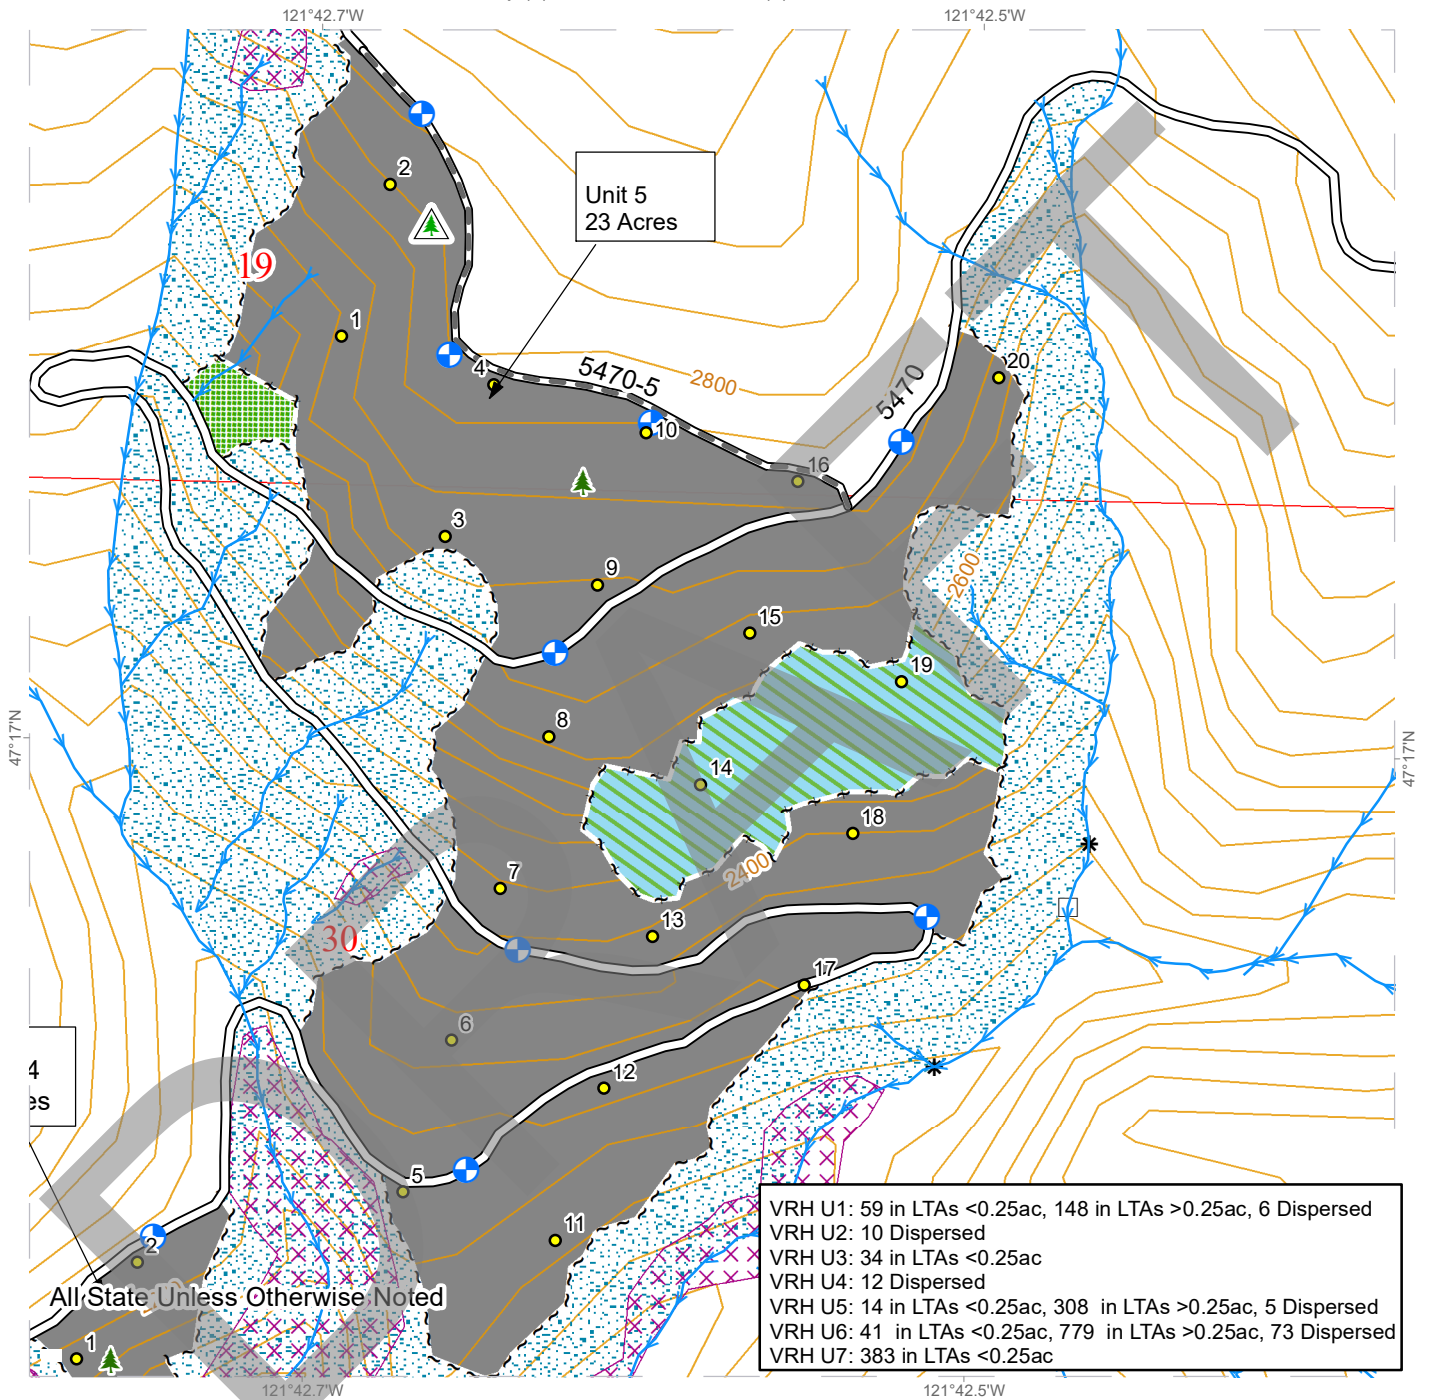 121°42.7'W
121°42.5'W
Unit 5
23 Acres
2
19
1
4
5470-5
2800
5470
20
10
16
3
9
2600
15
19
8
14
18
2400
7
13
30
17
6
12
4
es
5
11
2
1
47°17'N
47°17'N
All State Unless Otherwise Noted
VRH U1: 59 in LTAs <0.25ac, 148 in LTAs >0.25ac, 6 Dispersed
VRH U2: 10 Dispersed
VRH U3: 34 in LTAs <0.25ac
VRH U4: 12 Dispersed
VRH U5: 14 in LTAs <0.25ac, 308 in LTAs >0.25ac, 5 Dispersed
VRH U6: 41 in LTAs <0.25ac, 779 in LTAs >0.25ac, 73 Dispersed
VRH U7: 383 in LTAs <0.25ac
121°42.7'W
121°42.5'W